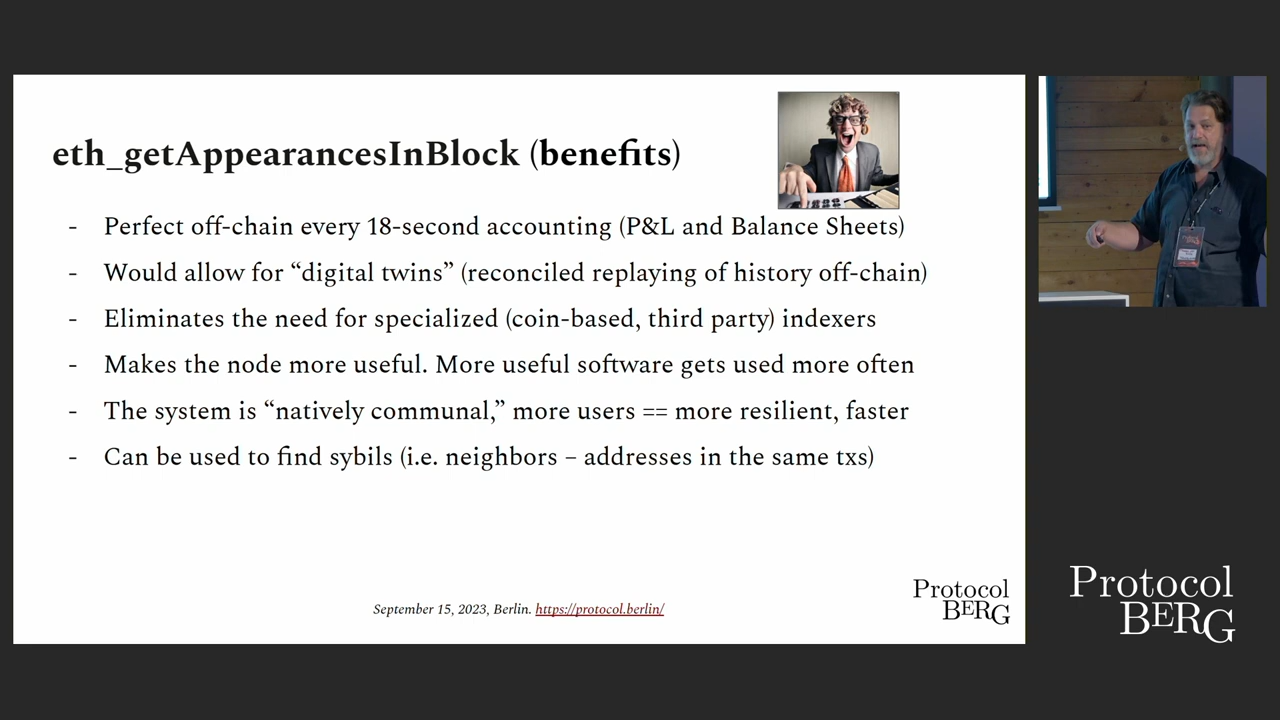 eth_getAppearancesInBlock (benefits)
- Perfect off-chain every 18-second accounting (P&L and Balance Sheets)
- Would allow for “digital twins” (reconciled replaying of history off-chain)
- Eliminates the need for specialized (coin-based, third party) indexers
- Makes the node more useful. More useful software gets used more often
- The system is “natively communal,” more users == more resilient, faster
- Can be used to find sybils (i.e. neighbors – addresses in the same txs)
September 15, 2023, Berlin. https://protocol.berlin/
Protocol
BERG
Protocol
BERG